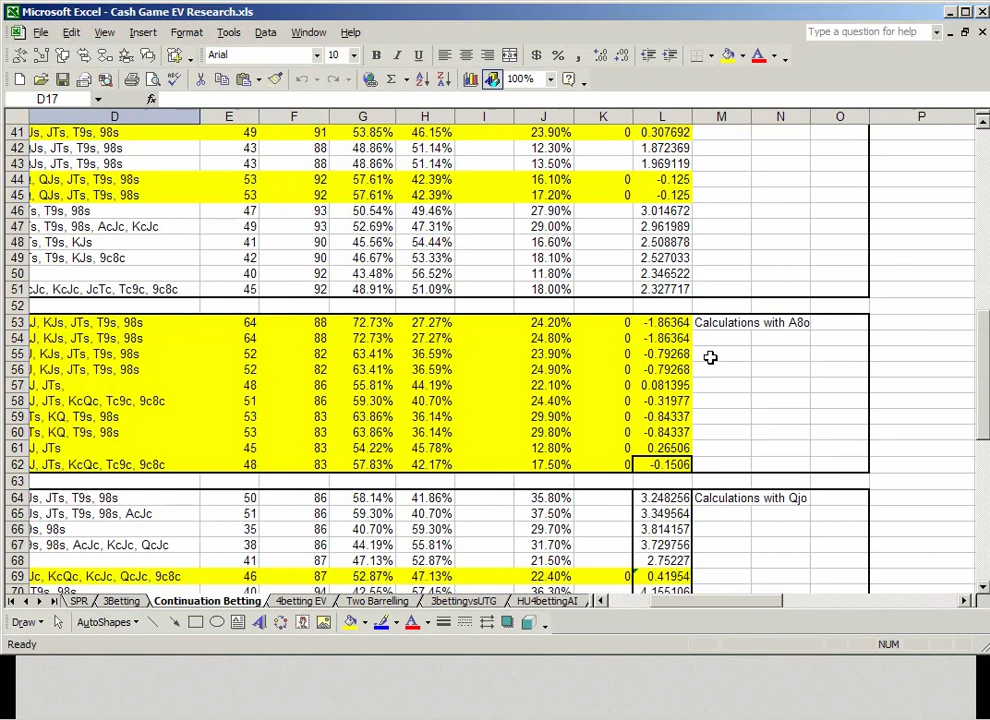 Microsoft Excel - Cash Game EV Research.xls
File Edit View Insert Format Tools Data Window Help Type a question for help
Arial 10 B I U $ % ,
100%
D17 fx
D E F G H I J K L M N O P
41 Js, JTs, T9s, 98s 49 91 53.85% 46.15% 23.90% 0 0.307692
42 QJs, JTs, T9s, 98s 43 88 48.86% 51.14% 12.30% 1.872369
43 QJs, JTs, T9s, 98s 43 88 48.86% 51.14% 13.50% 1.969119
44 , QJs, JTs, T9s, 98s 53 92 57.61% 42.39% 16.10% 0 -0.125
45 , QJs, JTs, T9s, 98s 53 92 57.61% 42.39% 17.20% 0 -0.125
46 s, T9s, 98s 47 93 50.54% 49.46% 27.90% 3.014672
47 s, T9s, 98s, AcJc, KcJc 49 93 52.69% 47.31% 29.00% 2.961989
48 s, T9s, KJs 41 90 45.56% 54.44% 16.60% 2.508878
49 s, T9s, KJs, 9c8c 42 90 46.67% 53.33% 18.10% 2.527033
50 40 92 43.48% 56.52% 11.80% 2.346522
51 cJc, KcJc, JcTc, Tc9c, 9c8c 45 92 48.91% 51.09% 18.00% 2.327717
52
53 J, KJs, JTs, T9s, 98s 64 88 72.73% 27.27% 24.20% 0 -1.86364 Calculations with A8o
54 J, KJs, JTs, T9s, 98s 64 88 72.73% 27.27% 24.80% 0 -1.86364
55 J, KJs, JTs, T9s, 98s 52 82 63.41% 36.59% 23.90% 0 -0.79268
56 J, KJs, JTs, T9s, 98s 52 82 63.41% 36.59% 24.90% 0 -0.79268
57 J, JTs, 48 86 55.81% 44.19% 22.10% 0 0.081395
58 J, JTs, KcQc, Tc9c, 9c8c 51 86 59.30% 40.70% 24.40% 0 -0.31977
59 Ts, KQ, T9s, 98s 53 83 63.86% 36.14% 29.90% 0 -0.84337
60 Ts, KQ, T9s, 98s 53 83 63.86% 36.14% 29.80% 0 -0.84337
61 J, JTs 45 83 54.22% 45.78% 12.80% 0 0.26506
62 J, JTs, KcQc, Tc9c, 9c8c 48 83 57.83% 42.17% 17.50% 0 -0.1506
63
64 Js, JTs, T9s, 98s 50 86 58.14% 41.86% 35.80% 3.248256 Calculations with Qjo
65 Js, JTs, T9s, 98s, AcJc 51 86 59.30% 40.70% 37.50% 3.349564
66 9s, 98s 35 86 40.70% 59.30% 29.70% 3.814157
67 9s, 98s, AcJc, KcJc, QcJc 38 86 44.19% 55.81% 31.70% 3.729756
68 41 87 47.13% 52.87% 21.50% 2.75227
69 Jc, KcQc, KcJc, QcJc, 9c8c 46 87 52.87% 47.13% 22.40% 0 0.41954
70 T9s, 98s 40 94 42.55% 57.45% 36.30% 4.155106
SPR 3Betting Continuation Betting 4betting EV Two Barrelling 3bettingvsUTG HU4bettingAI
Draw AutoShapes
Ready NUM